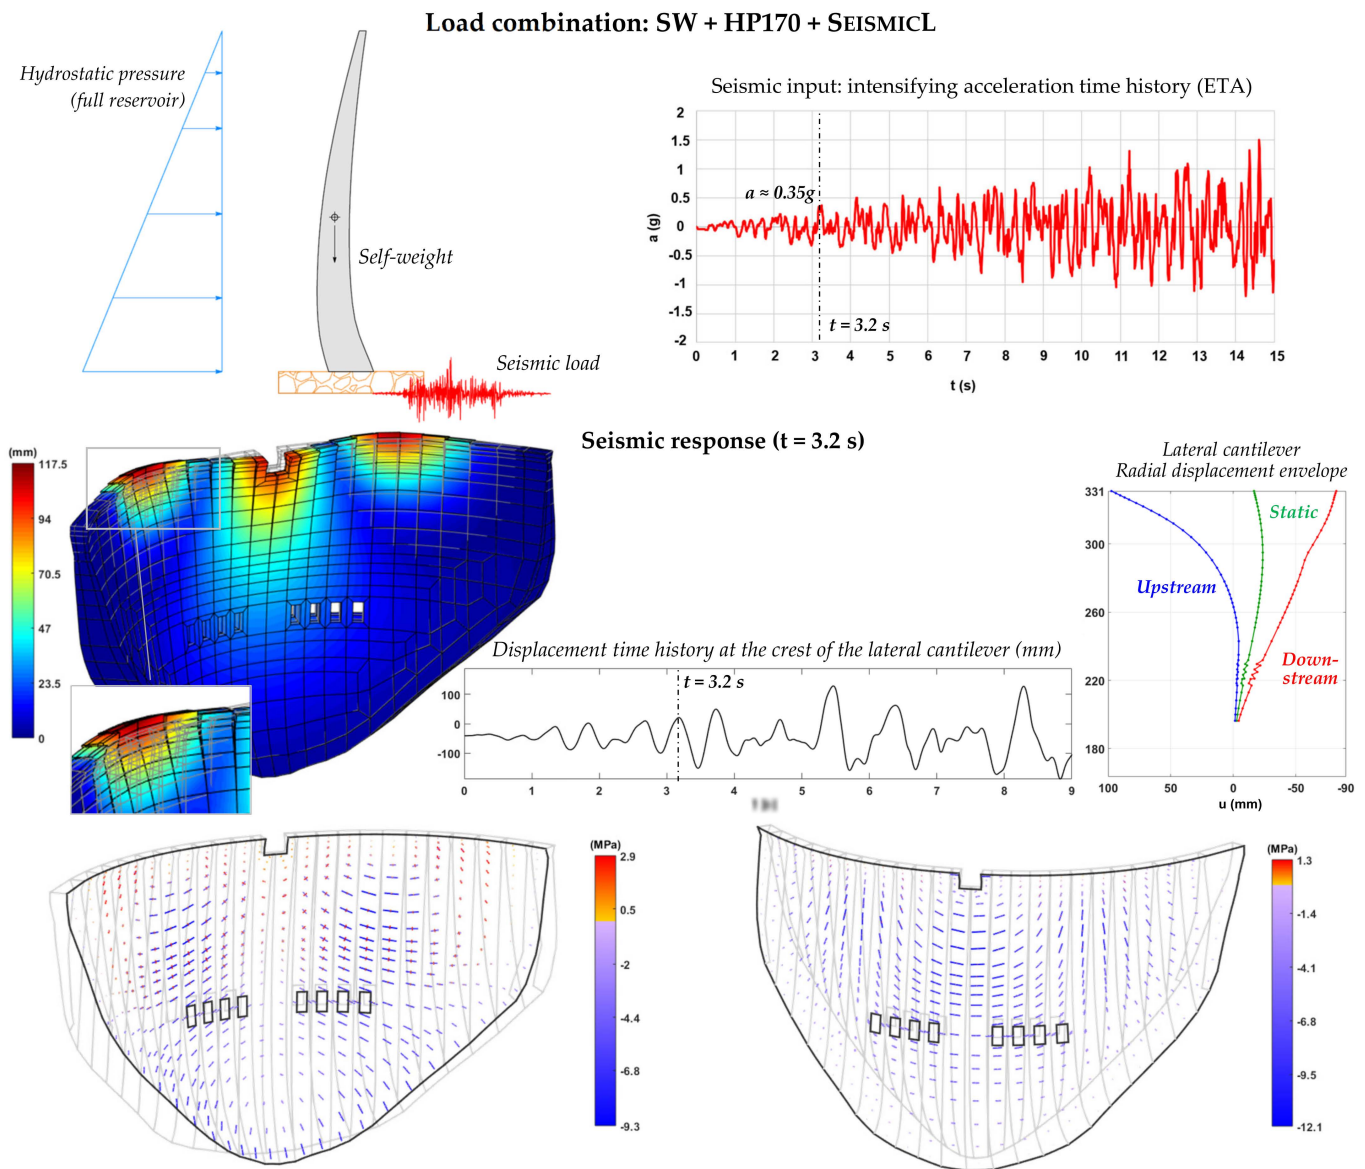 Load combination: SW + HP170 + SEISMICL
Hydrostatic pressure
(full reservoir)
Self-weight
Seismic load
Seismic input: intensifying acceleration time history (ETA)
a (g)
2
1.5
1
0.5
0
-0.5
-1
-1.5
-2
a ≈ 0.35g
t = 3.2 s
0 1 2 3 4 5 6 7 8 9 10 11 12 13 14 15
t (s)
Seismic response (t = 3.2 s)
(mm)
117.5
94
70.5
47
23.5
0
Displacement time history at the crest of the lateral cantilever (mm)
t = 3.2 s
100
0
-100
0 1 2 3 4 5 6 7 8 9
Lateral cantilever
Radial displacement envelope
331
300
260
220
180
Static
Upstream
Down-
stream
100 50 0 -50 -90
u (mm)
(MPa)
2.9
0.5
-2
-4.4
-6.8
-9.3
(MPa)
1.3
-1.4
-4.1
-6.8
-9.5
-12.1